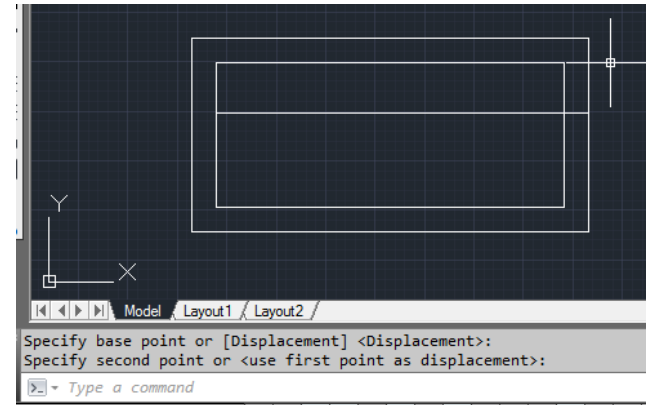 Y
X
Model Layout1 Layout2
Specify base point or [Displacement] <Displacement>:
Specify second point or <use first point as displacement>:
Type a command